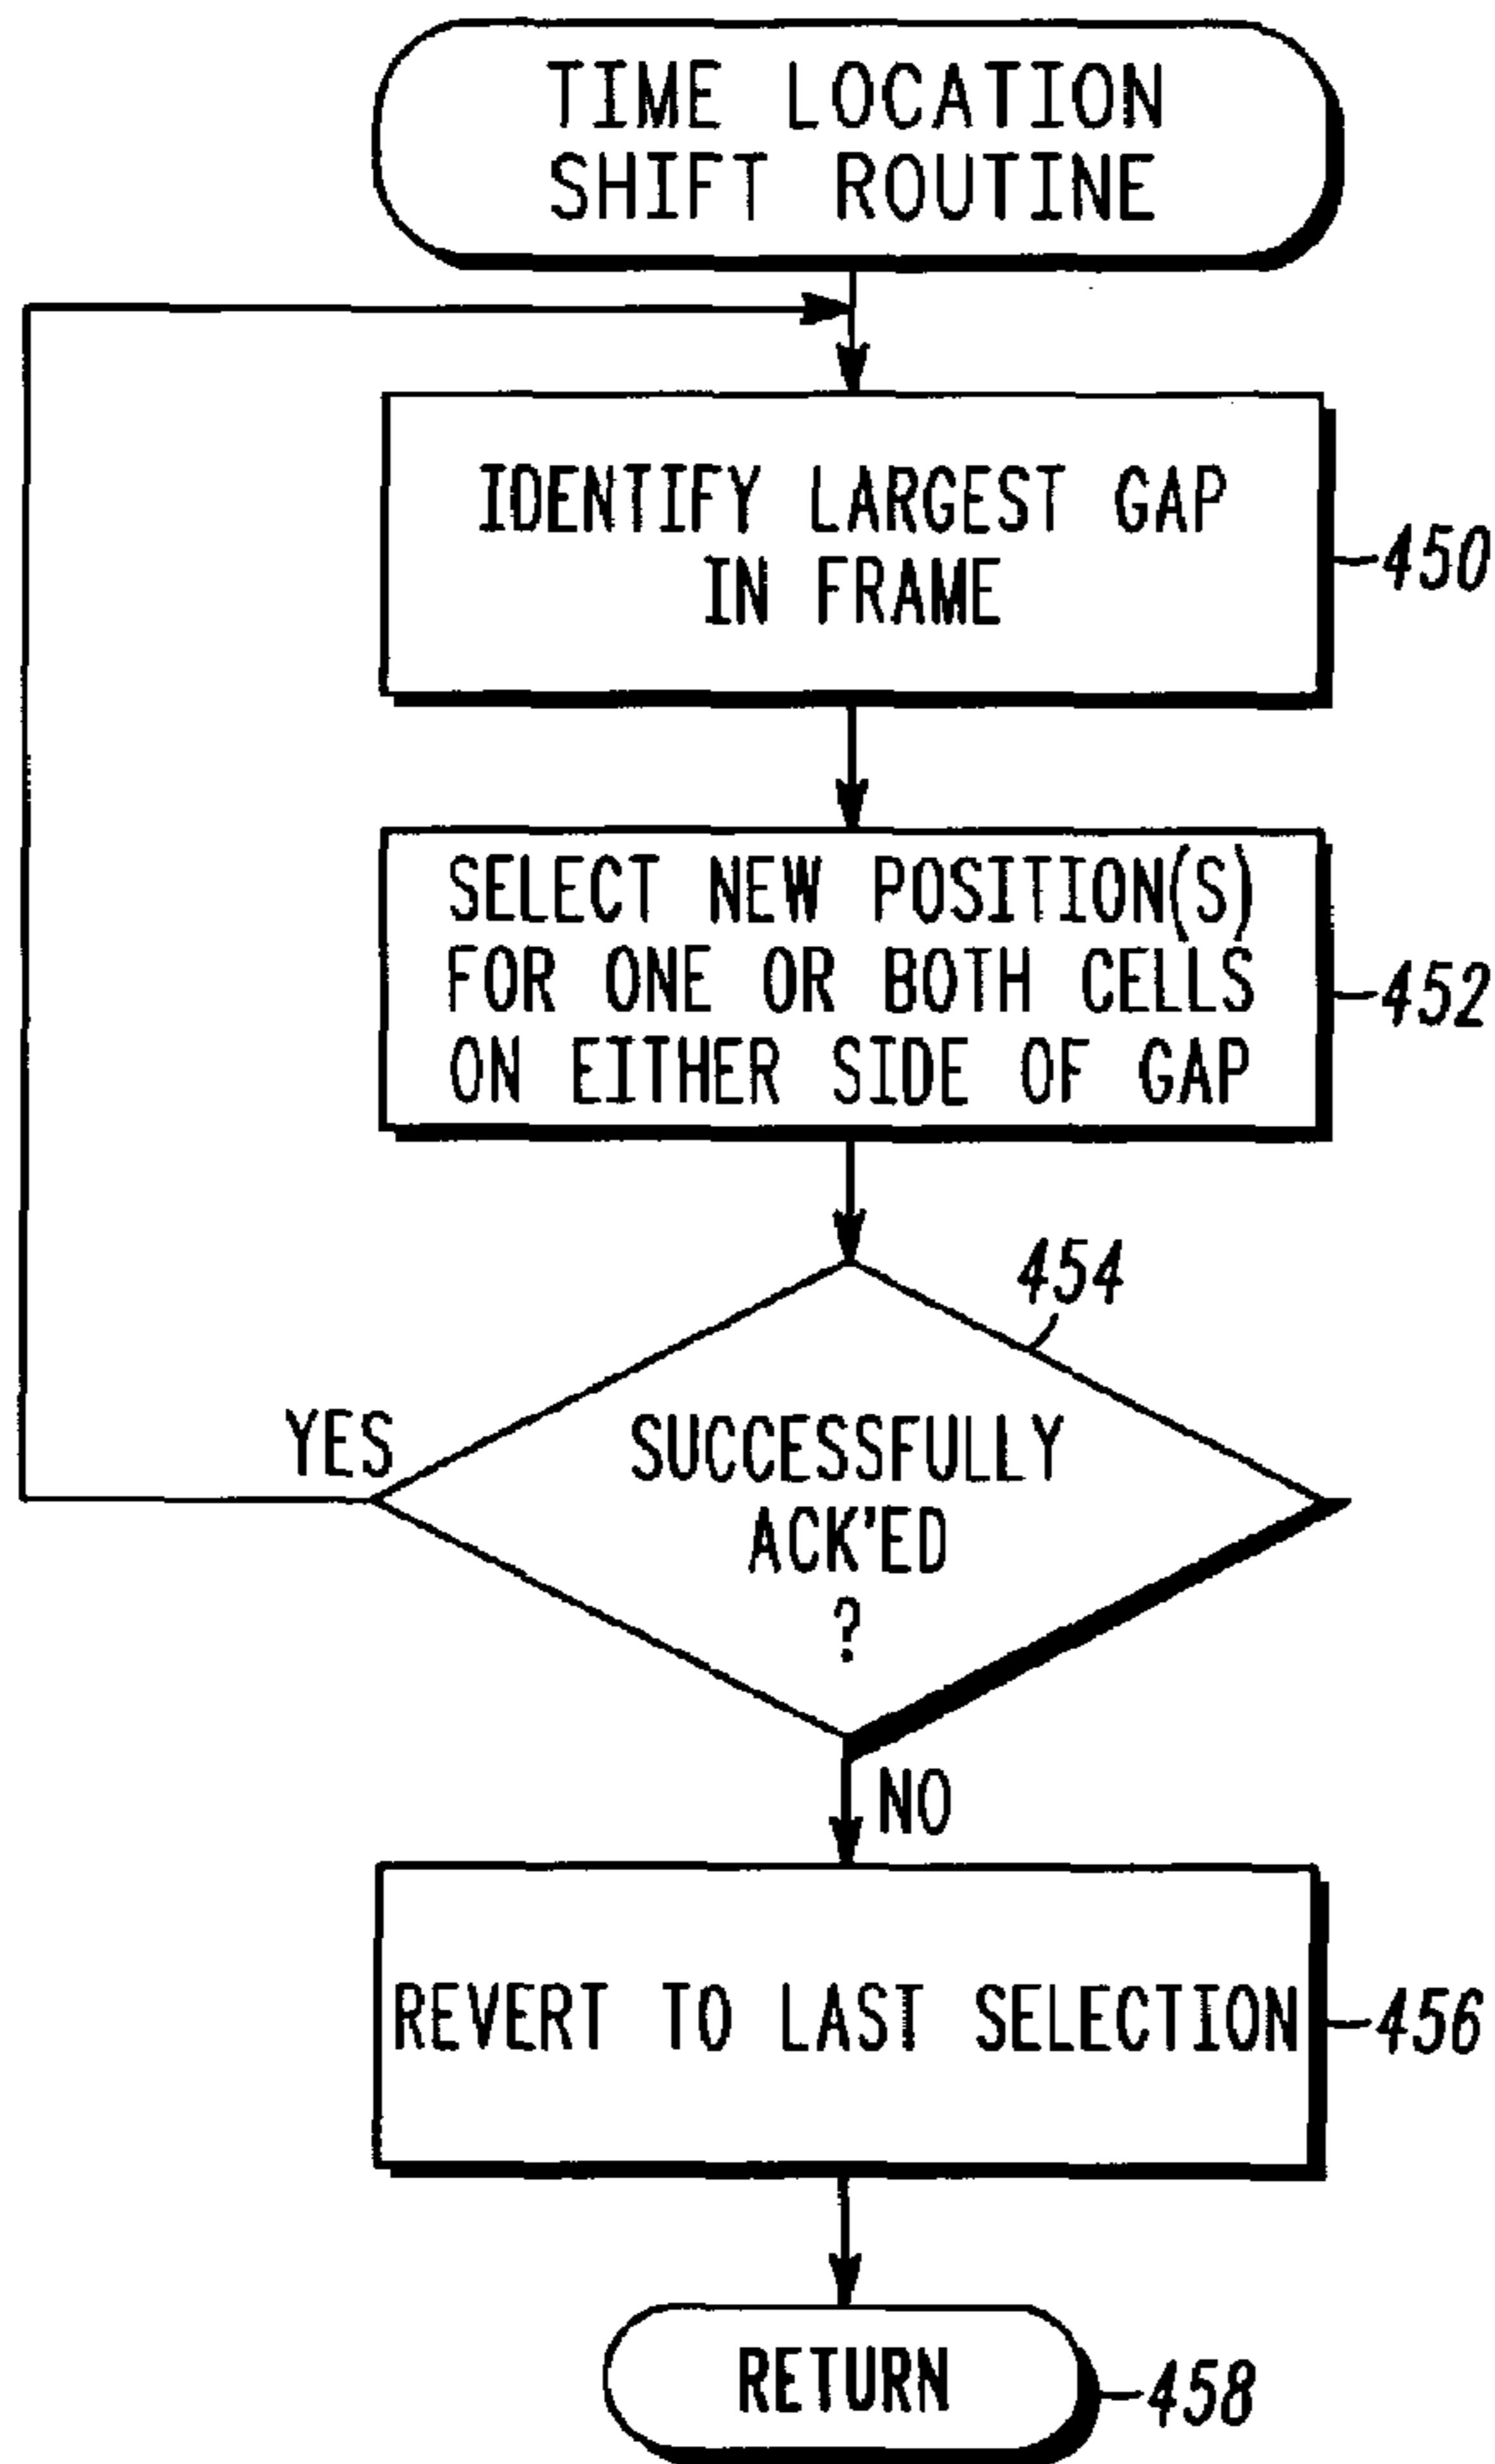 TIME LOCATION
SHIFT ROUTINE
IDENTIFY LARGEST GAP
IN FRAME
450
SELECT NEW POSITION(S)
FOR ONE OR BOTH CELLS
ON EITHER SIDE OF GAP
452
454
YES
SUCCESSFULLY
ACK'ED
?
NO
REVERT TO LAST SELECTION
456
RETURN
458